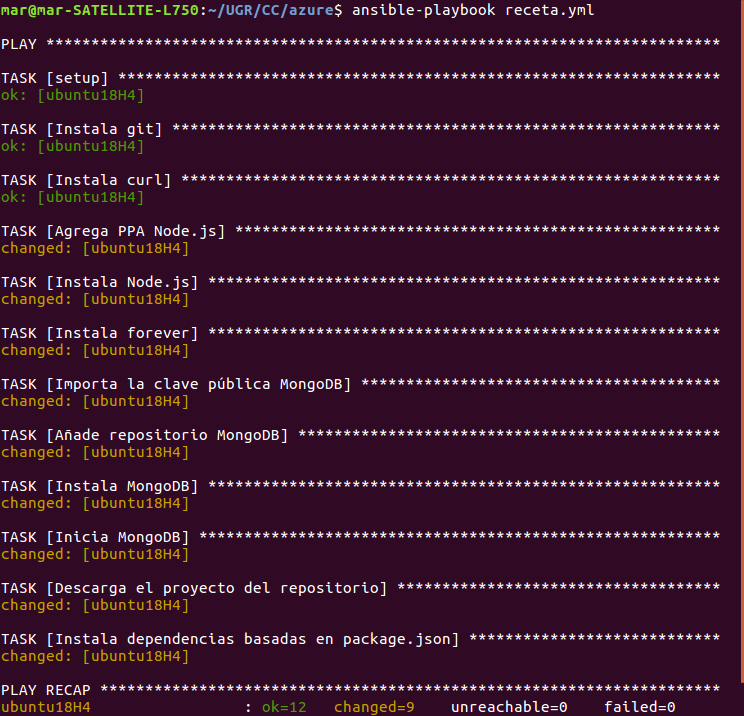 mar@mar-SATELLITE-L750:~/UGR/CC/azure$ ansible-playbook receta.yml
PLAY ***************************************************************************
TASK [setup] *******************************************************************
ok: [ubuntu18H4]
TASK [Instala git] *************************************************************
ok: [ubuntu18H4]
TASK [Instala curl] ************************************************************
ok: [ubuntu18H4]
TASK [Agrega PPA Node.js] ******************************************************
changed: [ubuntu18H4]
TASK [Instala Node.js] *********************************************************
changed: [ubuntu18H4]
TASK [Instala forever] *********************************************************
changed: [ubuntu18H4]
TASK [Importa la clave pública MongoDB] ****************************************
changed: [ubuntu18H4]
TASK [Añade repositorio MongoDB] ***********************************************
changed: [ubuntu18H4]
TASK [Instala MongoDB] *********************************************************
changed: [ubuntu18H4]
TASK [Inicia MongoDB] **********************************************************
changed: [ubuntu18H4]
TASK [Descarga el proyecto del repositorio] ************************************
changed: [ubuntu18H4]
TASK [Instala dependencias basadas en package.json] ****************************
changed: [ubuntu18H4]
PLAY RECAP *********************************************************************
ubuntu18H4                 : ok=12   changed=9    unreachable=0    failed=0